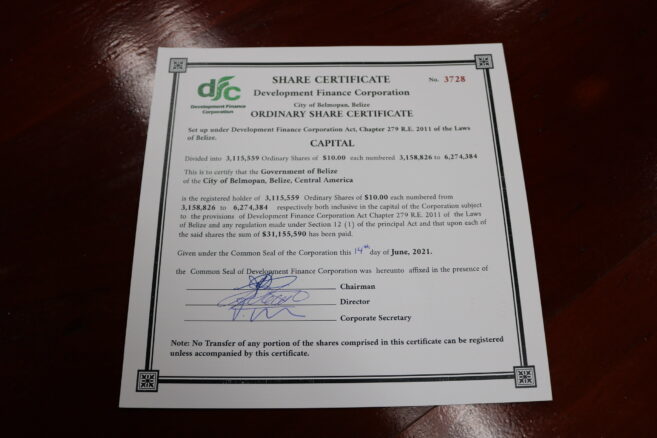 dfc
Development Finance
Corporation
SHARE CERTIFICATE
No. 3728
Development Finance Corporation
City of Belmopan, Belize
ORDINARY SHARE CERTIFICATE
Set up under Development Finance Corporation Act, Chapter 279 R.E. 2011 of the Laws
of Belize.
CAPITAL
Divided into 3,115,559 Ordinary Shares of $10.00 each numbered 3,158,826 to 6,274,384
This is to certify that the Government of Belize
of the City of Belmopan, Belize, Central America
is the registered holder of 3,115,559 Ordinary Shares of $10.00 each numbered from
3,158,826 to 6,274,384 respectively both inclusive in the capital of the Corporation subject
to the provisions of Development Finance Corporation Act Chapter 279 R.E. 2011 of the Laws
of Belize and any regulation made under Section 12 (1) of the principal Act and that upon each of
the said shares the sum of $31,155,590 has been paid.
Given under the Common Seal of the Corporation this 14th day of June, 2021.
the Common Seal of Development Finance Corporation was hereunto affixed in the presence of
Chairman
Director
Corporate Secretary
Note: No Transfer of any portion of the shares comprised in this certificate can be registered
unless accompanied by this certificate.